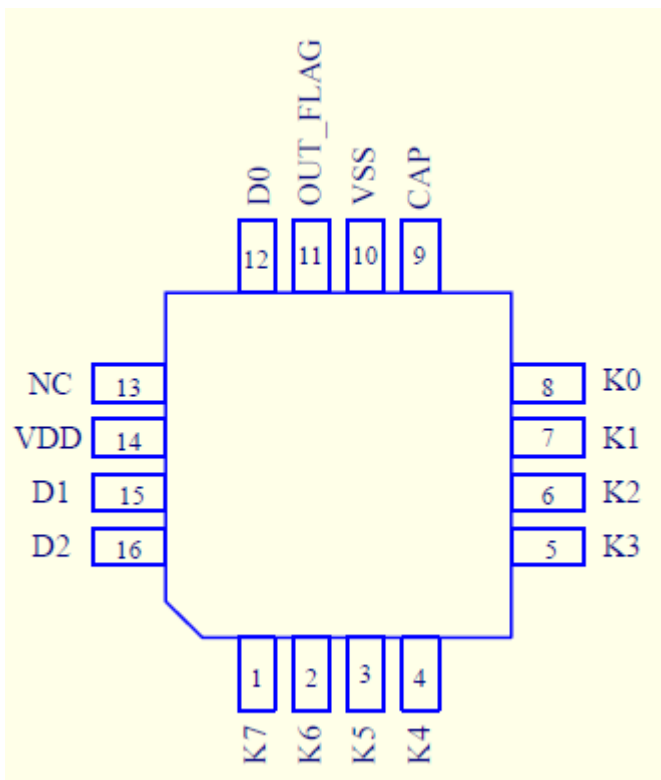 D0 OUT_FLAG VSS CAP
12 11 10 9
NC 13 8 K0
VDD 14 7 K1
D1 15 6 K2
D2 16 5 K3
1 2 3 4
K7 K6 K5 K4